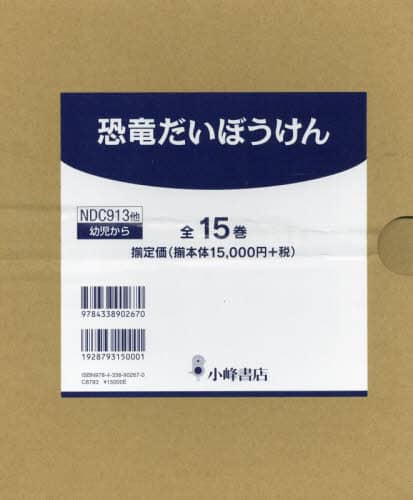 恐竜だいぼうけん
NDC913他
幼児から
全15巻
揃定価(揃本体15,000円+税)
9784338902670
1928793150001
ISBN978-4-338-90267-0
C8793 ¥15000E
小峰書店